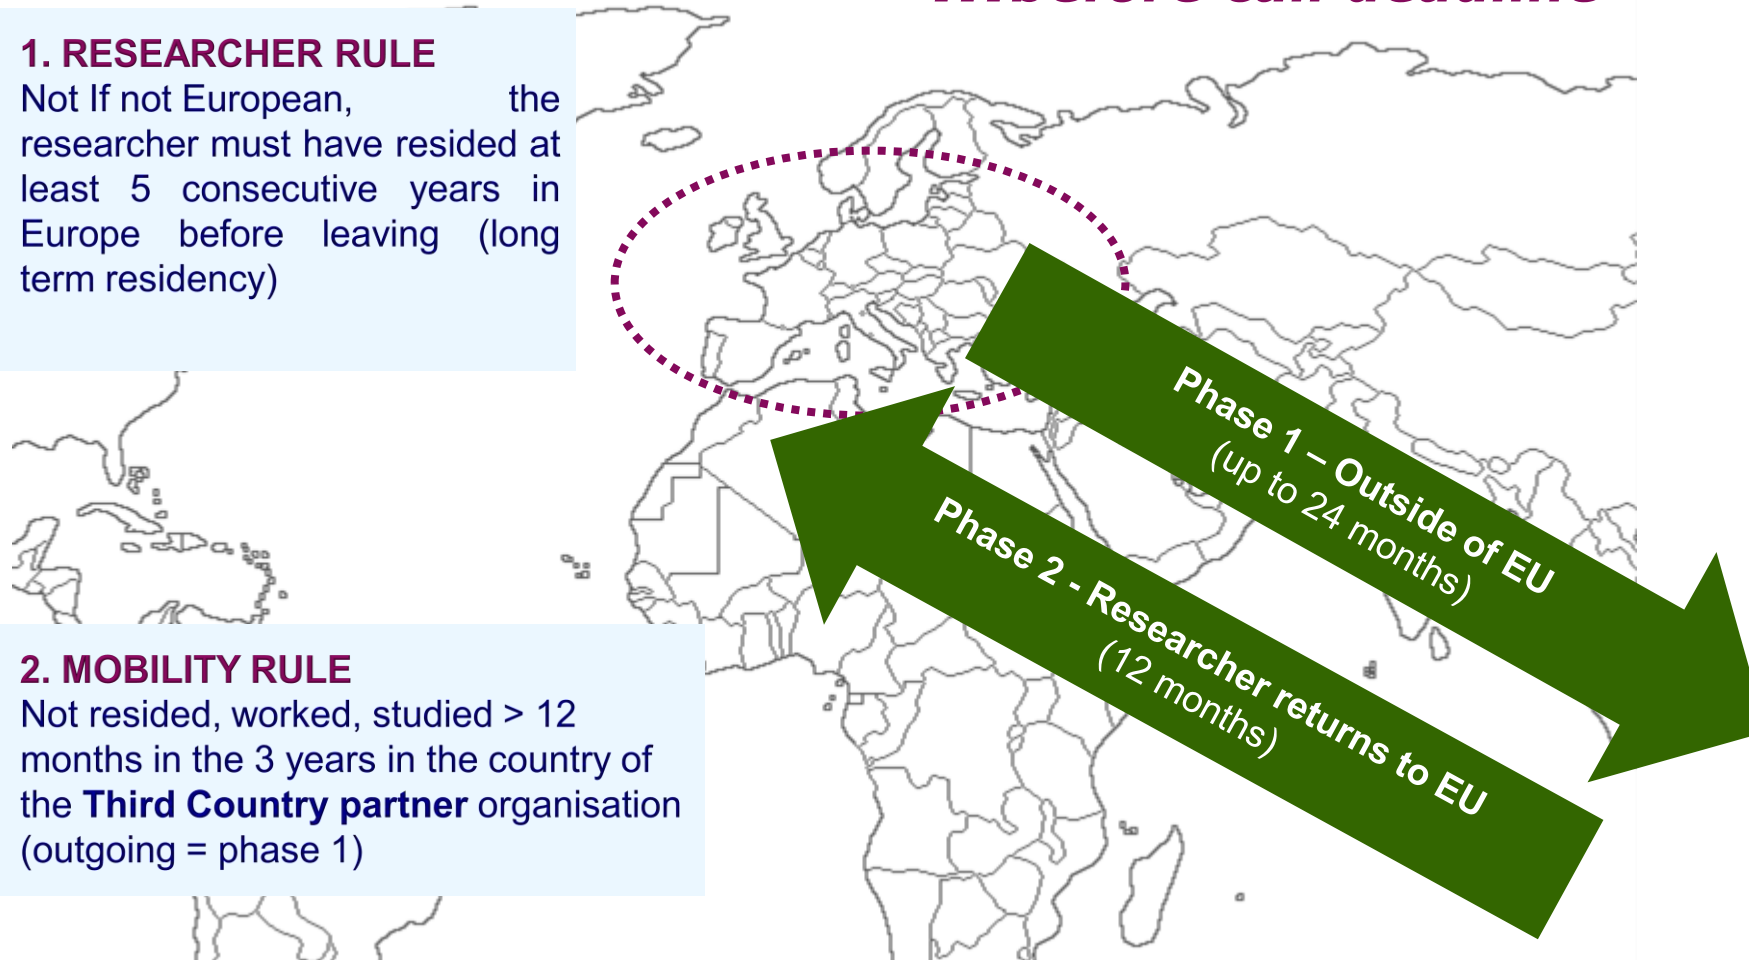 1. RESEARCHER RULE
Not If not European, the
researcher must have resided at
least 5 consecutive years in
Europe before leaving (long
term residency)
Phase 1 – Outside of EU
(up to 24 months)
Phase 2 - Researcher returns to EU
(12 months)
2. MOBILITY RULE
Not resided, worked, studied > 12
months in the 3 years in the country of
the Third Country partner organisation
(outgoing = phase 1)